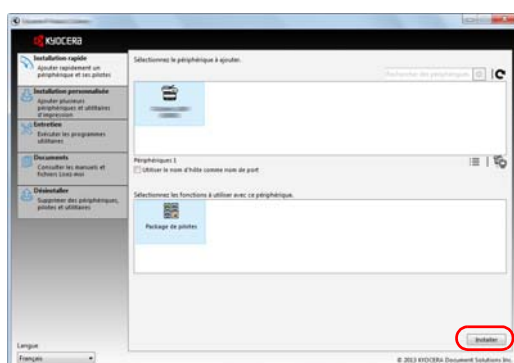 KYOCERA
Installation rapide
Ajouter rapidement un
périphérique et ses pilotes
Installation personnalisée
Ajouter plusieurs
périphériques et utilitaires
d'impression
Entretien
Exécuter les programmes
utilitaires
Documents
Consulter les manuels et
fichiers Lisez-moi
Désinstaller
Supprimer des périphériques,
pilotes et utilitaires
Langue
Français
Sélectionnez le périphérique à ajouter.
Rechercher des périphériques
Périphériques 1
Utiliser le nom d'hôte comme nom de port
Sélectionnez les fonctions à utiliser avec ce périphérique.
Package de pilotes
Installer
© 2013 KYOCERA Document Solutions Inc.